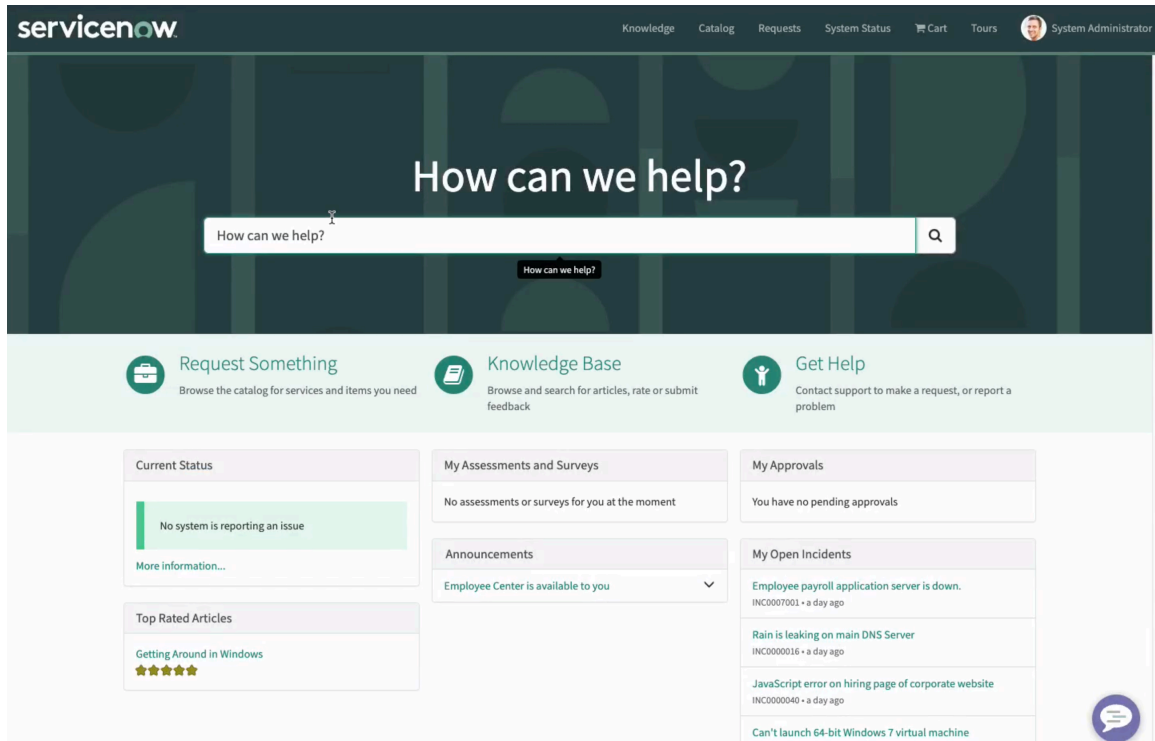 servicenow
Knowledge
Catalog
Requests
System Status
Cart
Tours
System Administrator
How can we help?
How can we help?
How can we help?
Request Something
Browse the catalog for services and items you need
Knowledge Base
Browse and search for articles, rate or submit
feedback
Get Help
Contact support to make a request, or report a
problem
Current Status
No system is reporting an issue
More information...
Top Rated Articles
Getting Around in Windows
My Assessments and Surveys
No assessments or surveys for you at the moment
Announcements
Employee Center is available to you
My Approvals
You have no pending approvals
My Open Incidents
Employee payroll application server is down.
INC0007001 • a day ago
Rain is leaking on main DNS Server
INC0000016 • a day ago
JavaScript error on hiring page of corporate website
INC0000040 • a day ago
Can't launch 64-bit Windows 7 virtual machine